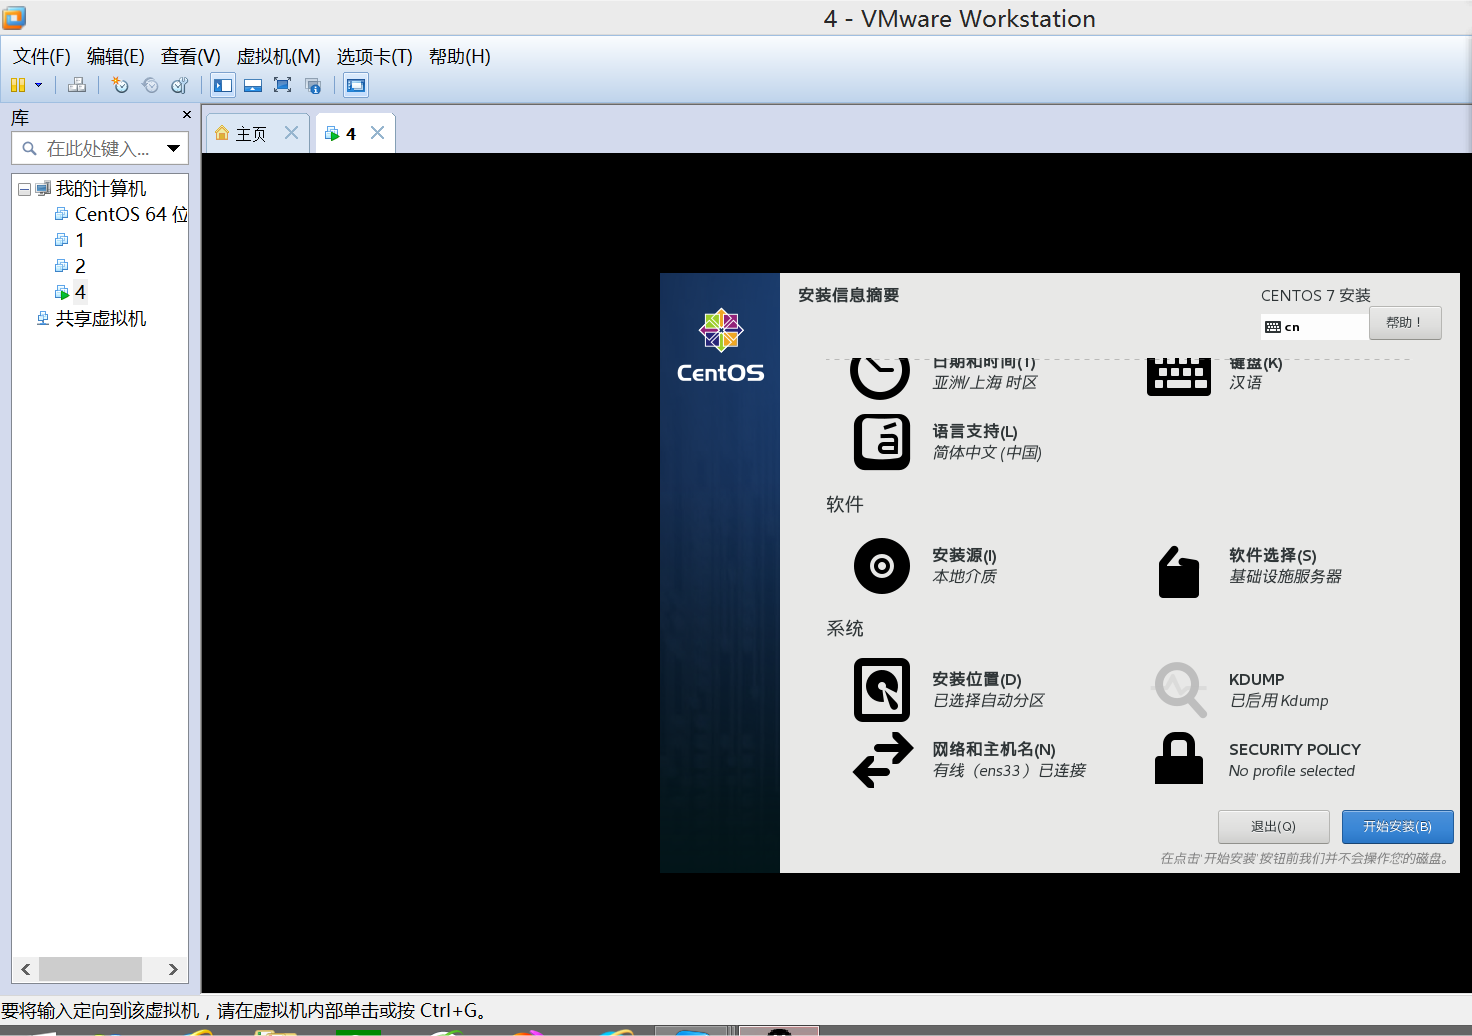 4 - VMware Workstation
文件(F) 编辑(E) 查看(V) 虚拟机(M) 选项卡(T) 帮助(H)
库
在此处键入...
主页
4
我的计算机
CentOS 64 位
1
2
4
共享虚拟机
CentOS
安装信息摘要
CENTOS 7 安装
cn
帮助！
日期和时间(T)
亚洲/上海 时区
键盘(K)
汉语
语言支持(L)
简体中文 (中国)
软件
安装源(I)
本地介质
软件选择(S)
基础设施服务器
系统
安装位置(D)
已选择自动分区
KDUMP
已启用 Kdump
网络和主机名(N)
有线（ens33）已连接
SECURITY POLICY
No profile selected
退出(Q)
开始安装(B)
在点击"开始安装"按钮前我们并不会操作您的磁盘。
要将输入定向到该虚拟机，请在虚拟机内部单击或按 Ctrl+G。